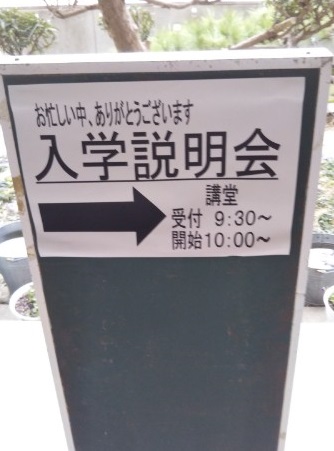 お忙しい中、ありがとうございます
入学説明会
講堂
受付 9:30～
開始10:00～